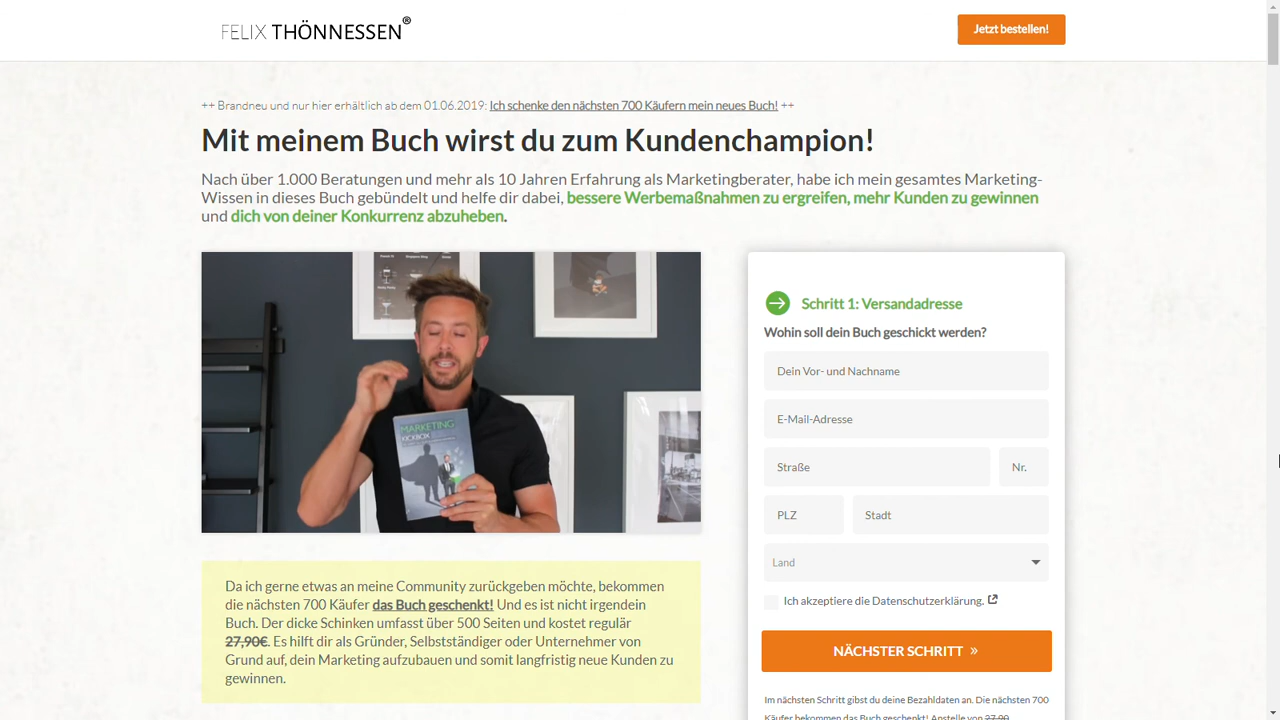 FELIX THÖNNESSEN®
Jetzt bestellen!
++ Brandneu und nur hier erhältlich ab dem 01.06.2019: Ich schenke den nächsten 700 Käufern mein neues Buch! ++
Mit meinem Buch wirst du zum Kundenchampion!
Nach über 1.000 Beratungen und mehr als 10 Jahren Erfahrung als Marketingberater, habe ich mein gesamtes Marketing-
Wissen in dieses Buch gebündelt und helfe dir dabei, bessere Werbemaßnahmen zu ergreifen, mehr Kunden zu gewinnen
und dich von deiner Konkurrenz abzuheben.
MARKETING
KICKBOX
Da ich gerne etwas an meine Community zurückgeben möchte, bekommen
die nächsten 700 Käufer das Buch geschenkt! Und es ist nicht irgendein
Buch. Der dicke Schinken umfasst über 500 Seiten und kostet regulär
27,90€. Es hilft dir als Gründer, Selbstständiger oder Unternehmer von
Grund auf, dein Marketing aufzubauen und somit langfristig neue Kunden zu
gewinnen.
Schritt 1: Versandadresse
Wohin soll dein Buch geschickt werden?
Dein Vor- und Nachname
E-Mail-Adresse
Straße Nr.
PLZ Stadt
Land
Ich akzeptiere die Datenschutzerklärung.
NÄCHSTER SCHRITT »
Im nächsten Schritt gibst du deine Bezahldaten an. Die nächsten 700
Käufer bekommen das Buch geschenkt! Anstelle von 27,90